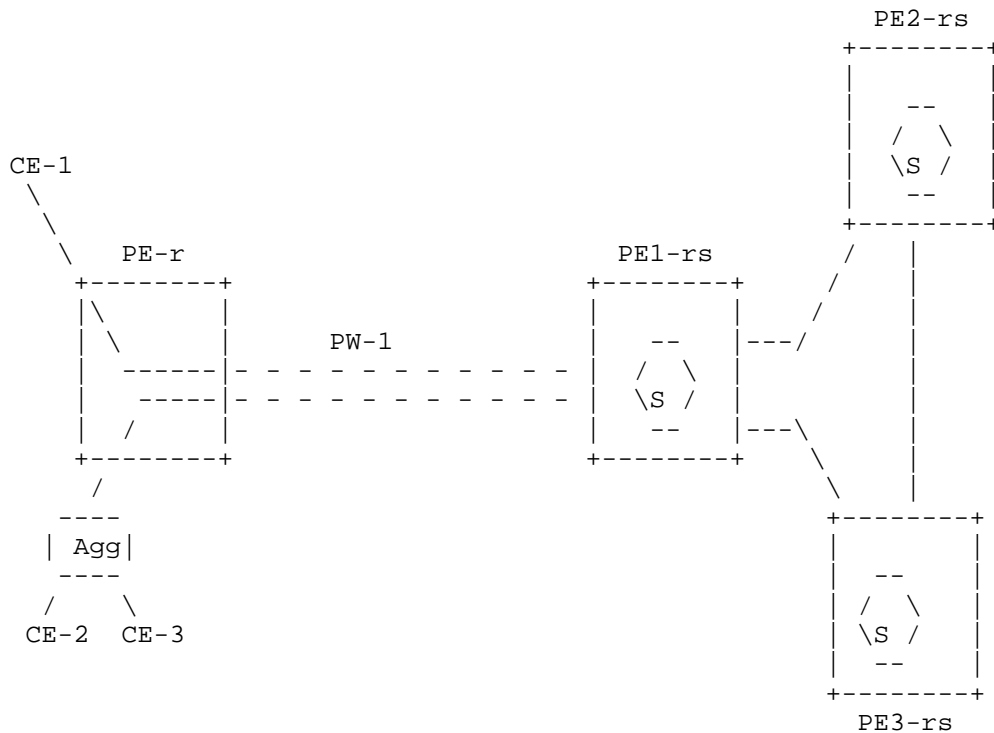 PE2-rs
S
CE-1
PE-r
PE1-rs
PW-1
S
Agg
CE-2 CE-3
S
PE3-rs